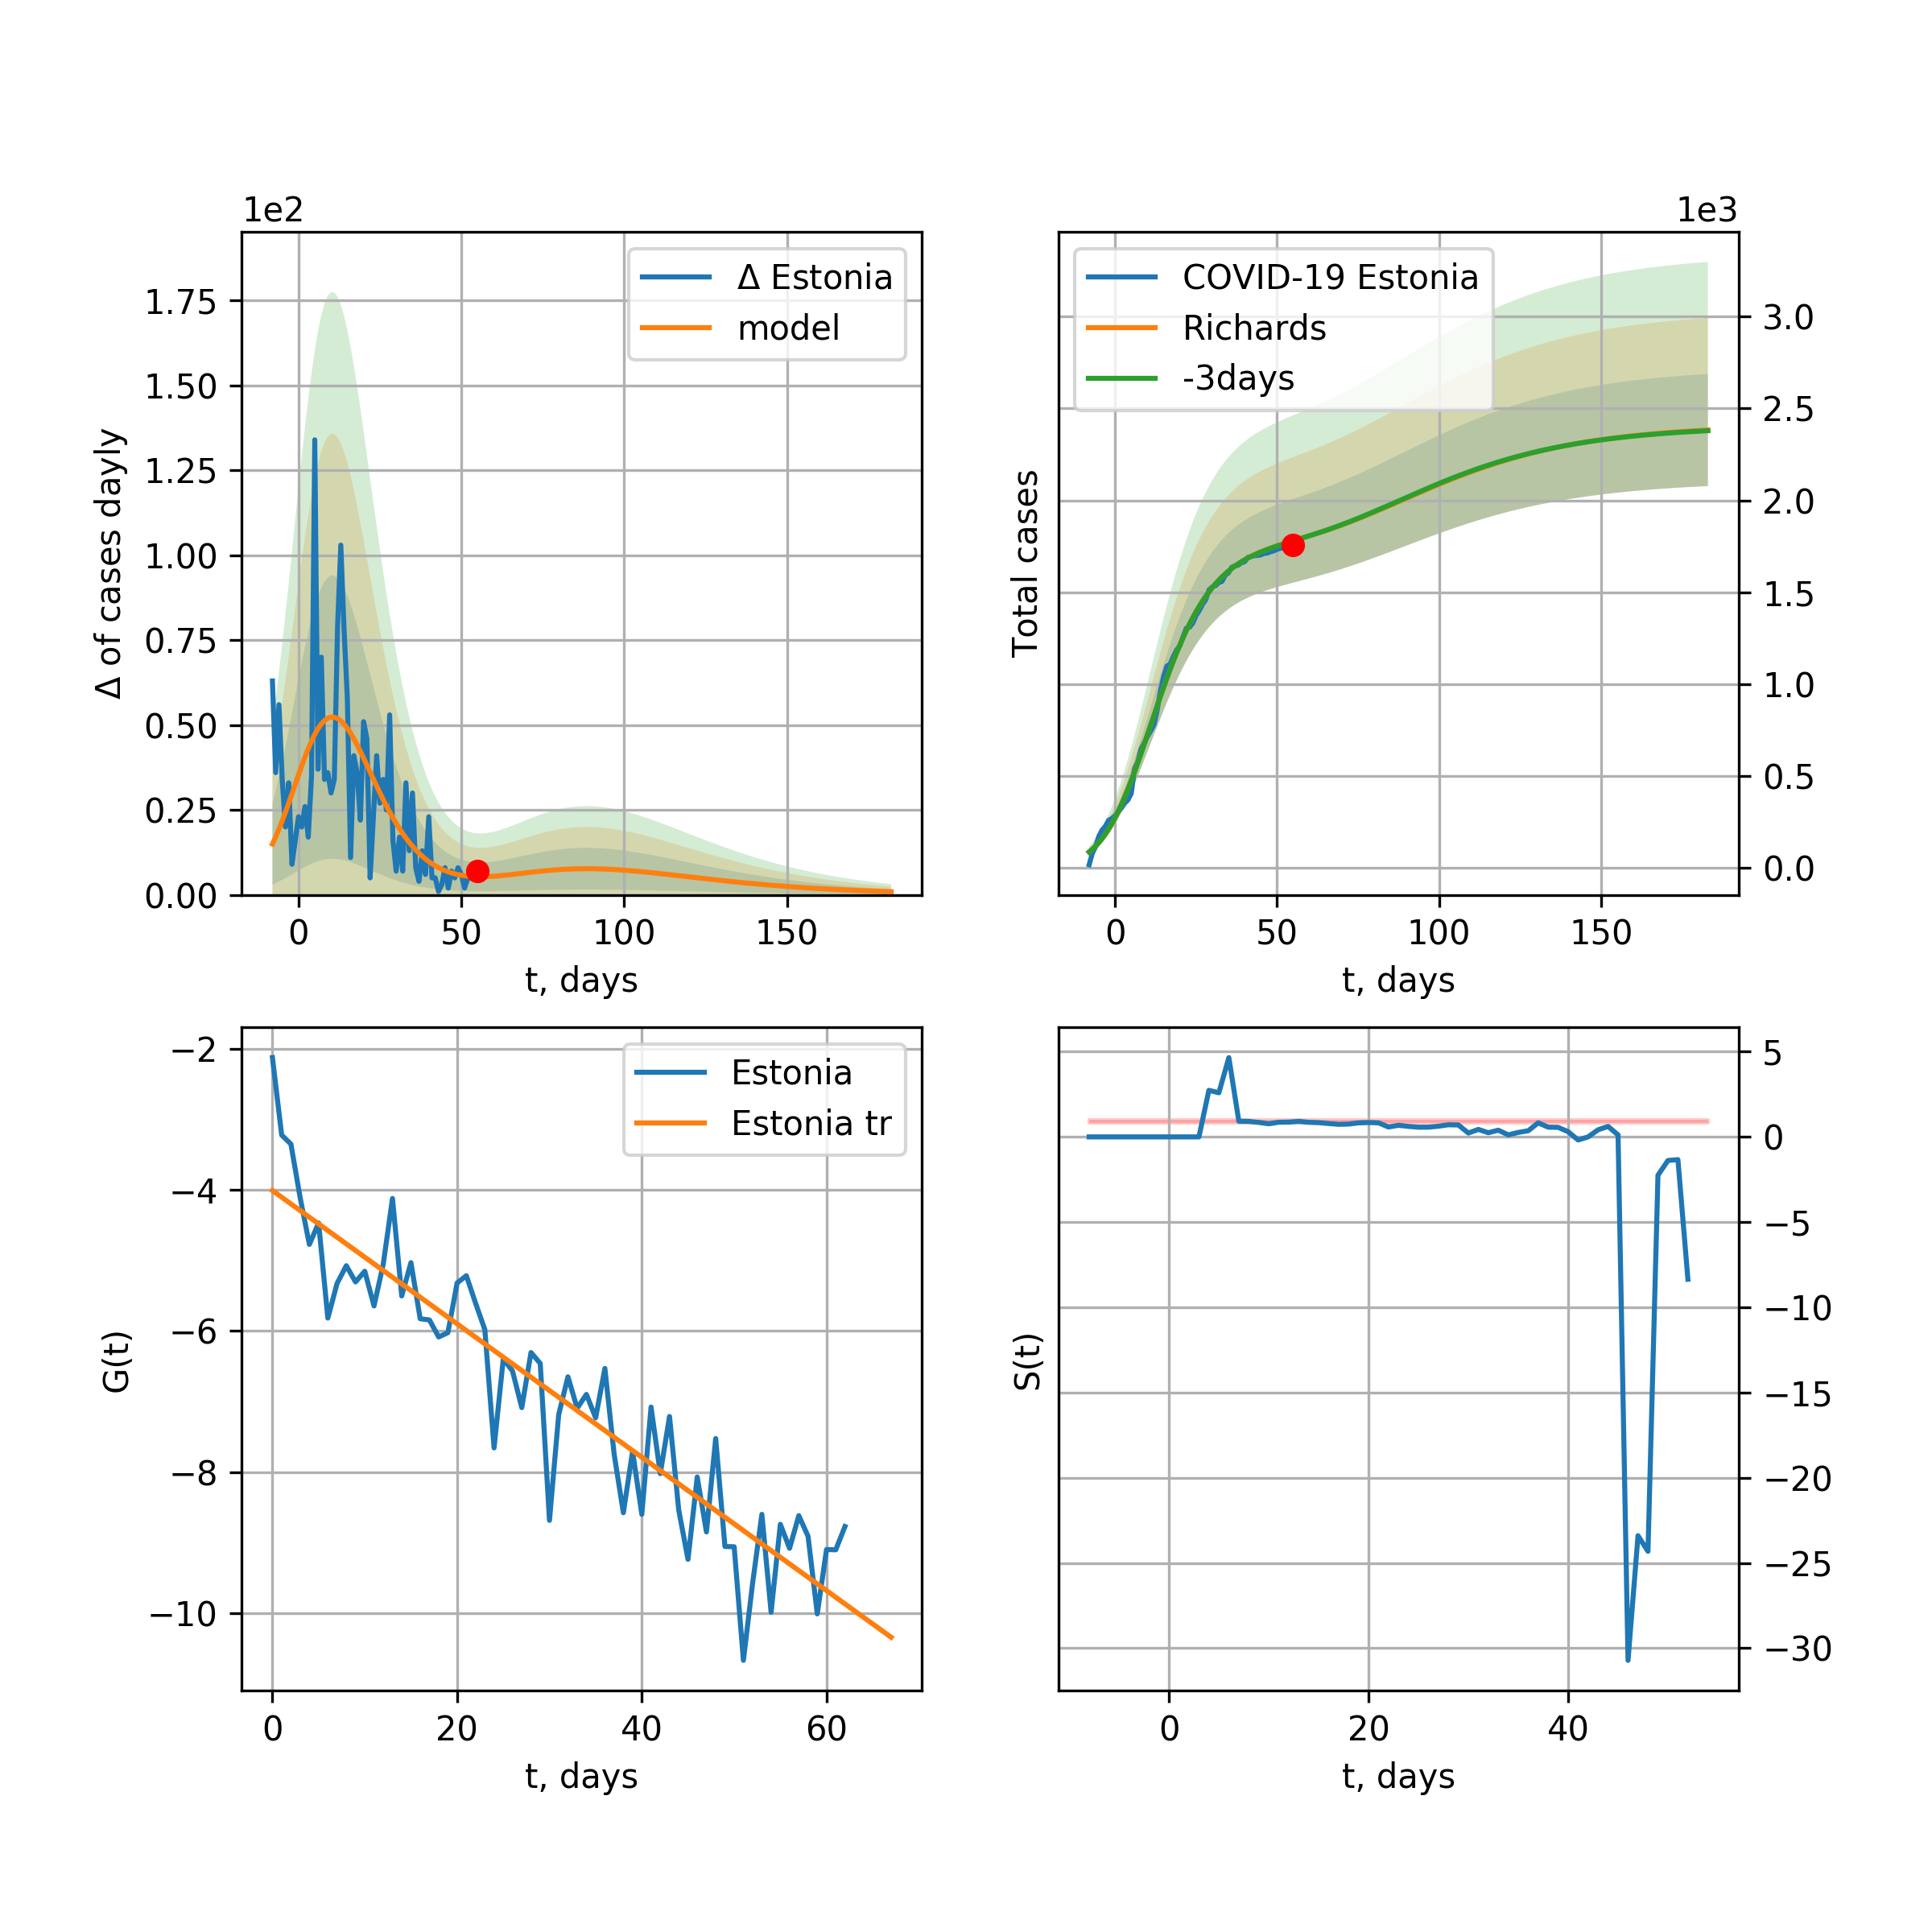 1e2
Δ of cases dayly
1.75
1.50
1.25
1.00
0.75
0.50
0.25
0.00
Δ Estonia
model
0 50 100 150
t, days
1e3
Total cases
COVID-19 Estonia
Richards
-3days
3.0
2.5
2.0
1.5
1.0
0.5
0.0
0 50 100 150
t, days
G(t)
−2
−4
−6
−8
−10
Estonia
Estonia tr
0 20 40 60
t, days
S(t)
5
0
−5
−10
−15
−20
−25
−30
0 20 40
t, days